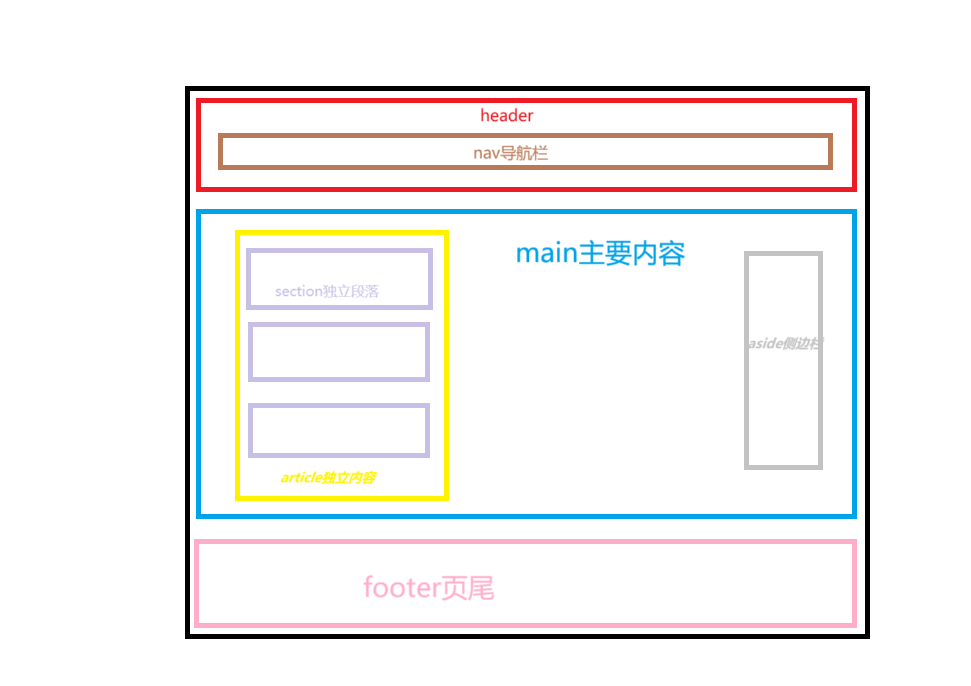 header
nav导航栏
main主要内容
section独立段落
aside侧边栏
article独立内容
footer页尾